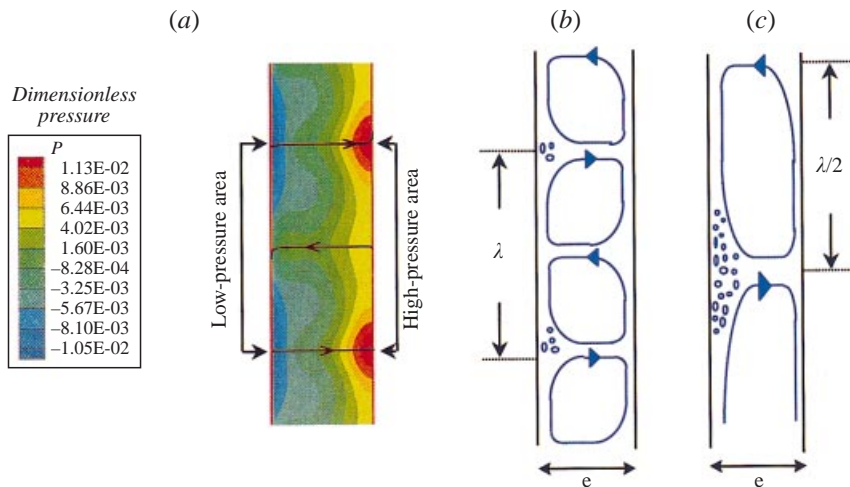 (a)
(b)
(c)
Dimensionless
pressure
P
1.13E-02
8.86E-03
6.44E-03
4.02E-03
1.60E-03
–8.28E-04
–3.25E-03
–5.67E-03
–8.10E-03
–1.05E-02
Low-pressure area
High-pressure area
λ
e
λ/2
e